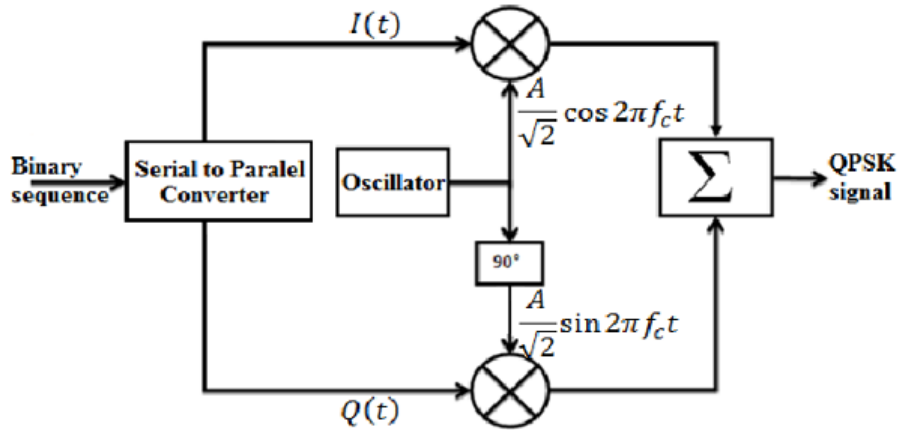 I(t)
A/√2 cos 2πf_c t
Binary
sequence
Serial to Paralel
Converter
Oscillator
Σ
QPSK
signal
90°
A/√2 sin 2πf_c t
Q(t)